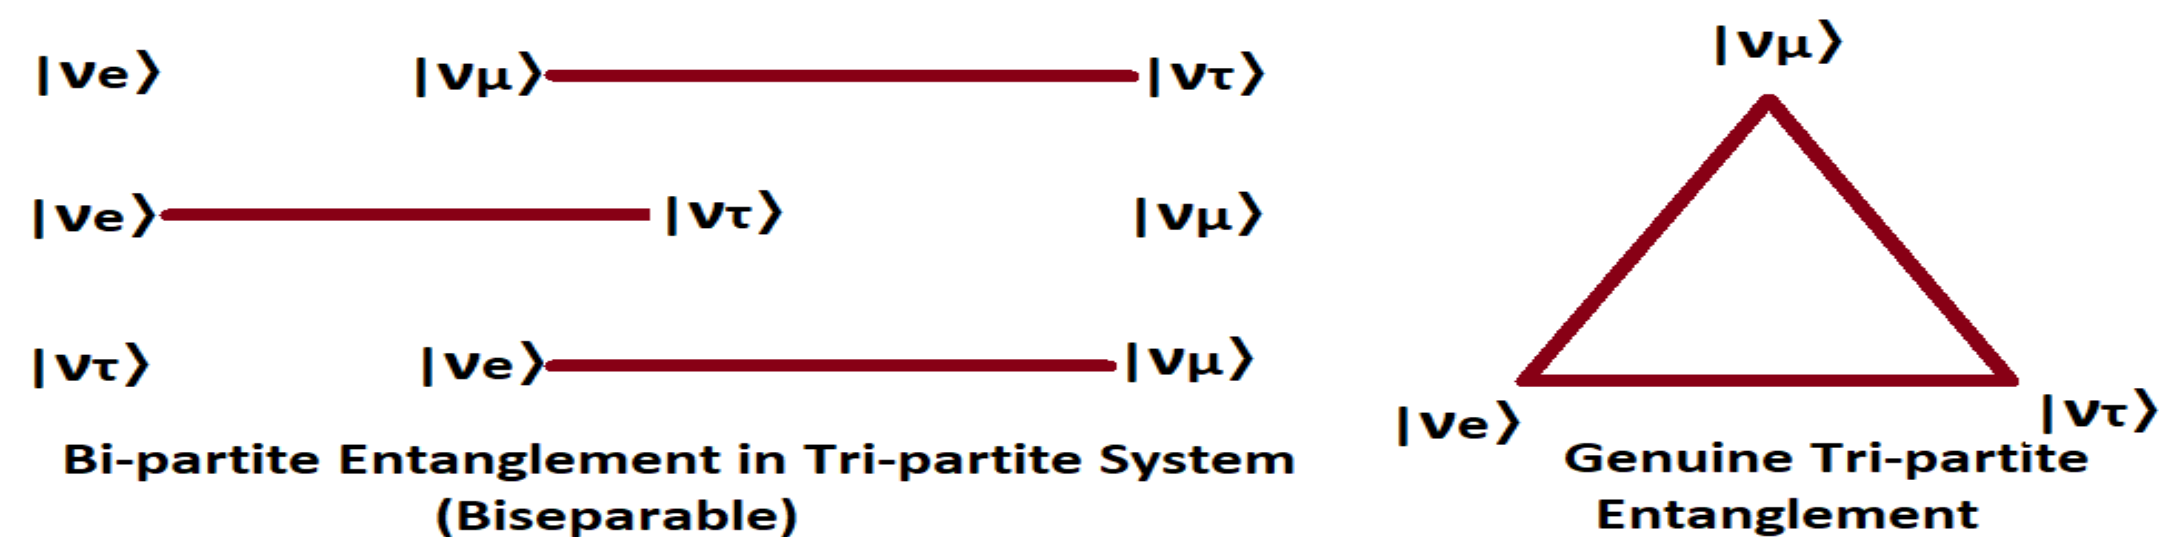 |νe⟩ |νμ⟩ |ντ⟩
|νe⟩ |ντ⟩ |νμ⟩
|ντ⟩ |νe⟩ |νμ⟩
Bi-partite Entanglement in Tri-partite System
(Biseparable)
|νμ⟩
|νe⟩ |ντ⟩
Genuine Tri-partite
Entanglement